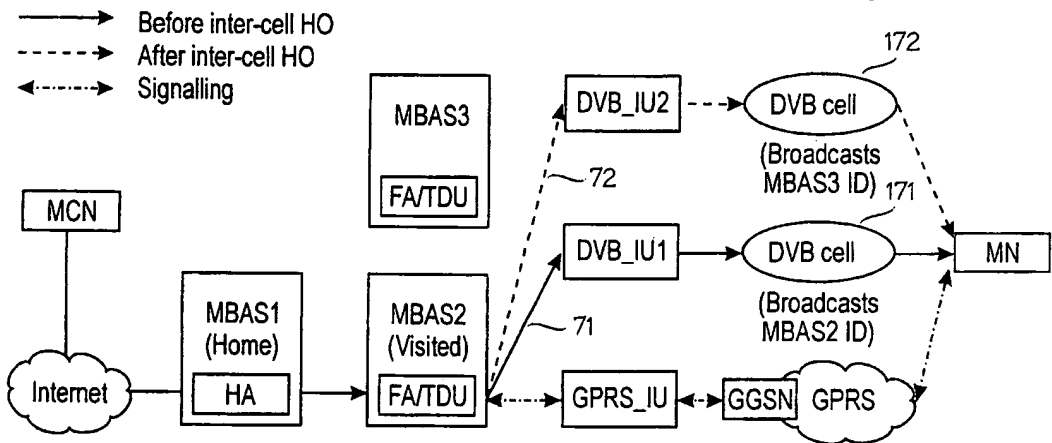 Before inter-cell HO
After inter-cell HO
Signalling
172
MBAS3
DVB_IU2
DVB cell
(Broadcasts
MBAS3 ID)
72
FA/TDU
171
MCN
DVB_IU1
DVB cell
MN
(Broadcasts
MBAS2 ID)
71
MBAS1
(Home)
MBAS2
(Visited)
Internet
HA
FA/TDU
GPRS_IU
GGSN
GPRS